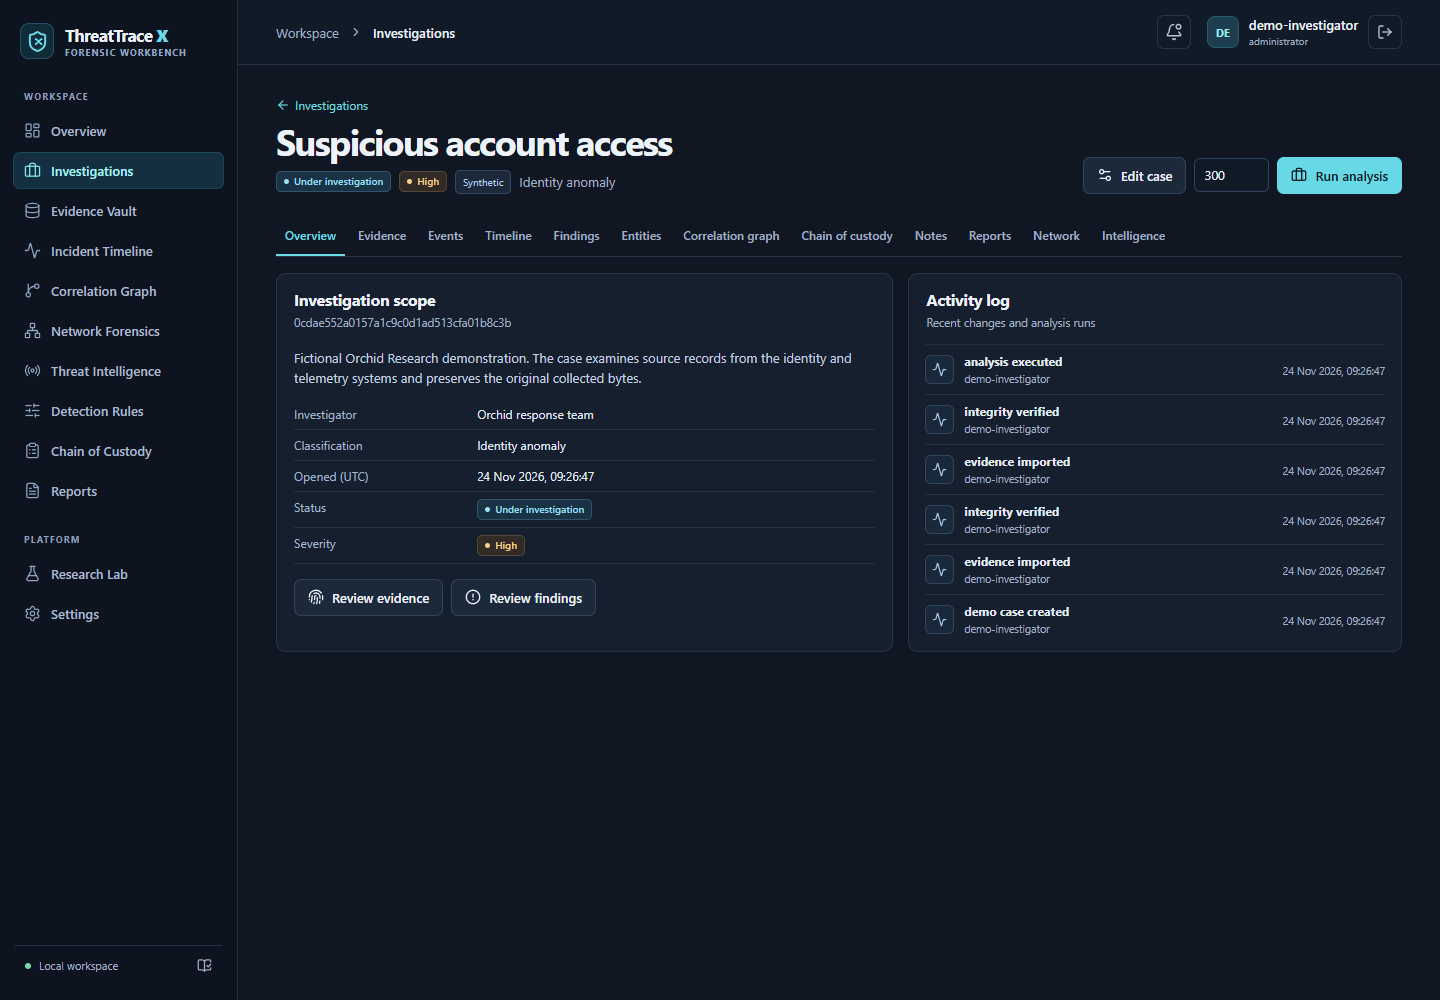 ThreatTrace X
FORENSIC WORKBENCH
WORKSPACE
Overview
Investigations
Evidence Vault
Incident Timeline
Correlation Graph
Network Forensics
Threat Intelligence
Detection Rules
Chain of Custody
Reports
PLATFORM
Research Lab
Settings
Local workspace
Workspace > Investigations
DE
demo-investigator
administrator
← Investigations
Suspicious account access
Under investigation
High
Synthetic
Identity anomaly
Edit case
300
Run analysis
Overview
Evidence
Events
Timeline
Findings
Entities
Correlation graph
Chain of custody
Notes
Reports
Network
Intelligence
Investigation scope
0cdae552a0157a1c9c0d1ad513cfa01b8c3b
Fictional Orchid Research demonstration. The case examines source records from the identity and
telemetry systems and preserves the original collected bytes.
Investigator Orchid response team
Classification Identity anomaly
Opened (UTC) 24 Nov 2026, 09:26:47
Status Under investigation
Severity High
Review evidence
Review findings
Activity log
Recent changes and analysis runs
analysis executed
demo-investigator
24 Nov 2026, 09:26:47
integrity verified
demo-investigator
24 Nov 2026, 09:26:47
evidence imported
demo-investigator
24 Nov 2026, 09:26:47
integrity verified
demo-investigator
24 Nov 2026, 09:26:47
evidence imported
demo-investigator
24 Nov 2026, 09:26:47
demo case created
demo-investigator
24 Nov 2026, 09:26:47